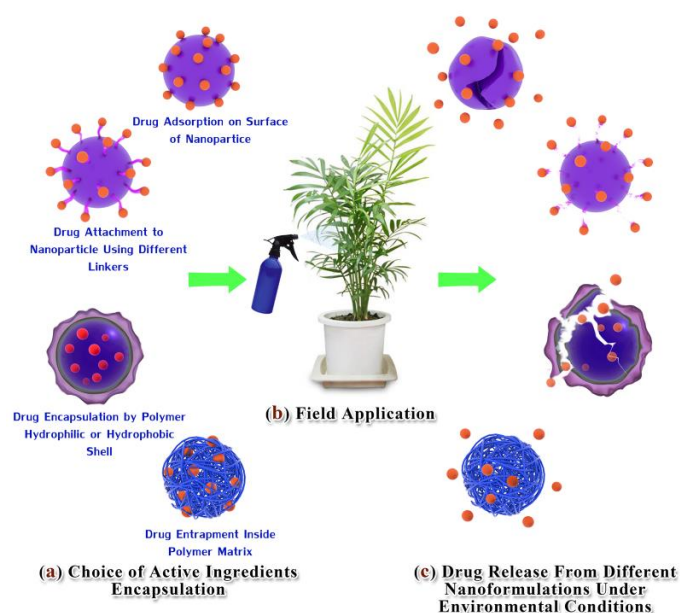 Drug Adsorption on Surface
of Nanopartice
Drug Attachment to
Nanoparticle Using Different
Linkers
Drug Encapsulation by Polymer
Hydrophilic or Hydrophobic
Shell
Drug Entrapment Inside
Polymer Matrix
(a) Choice of Active Ingredients
Encapsulation
(b) Field Application
(c) Drug Release From Different
Nanoformulations Under
Environmental Conditions